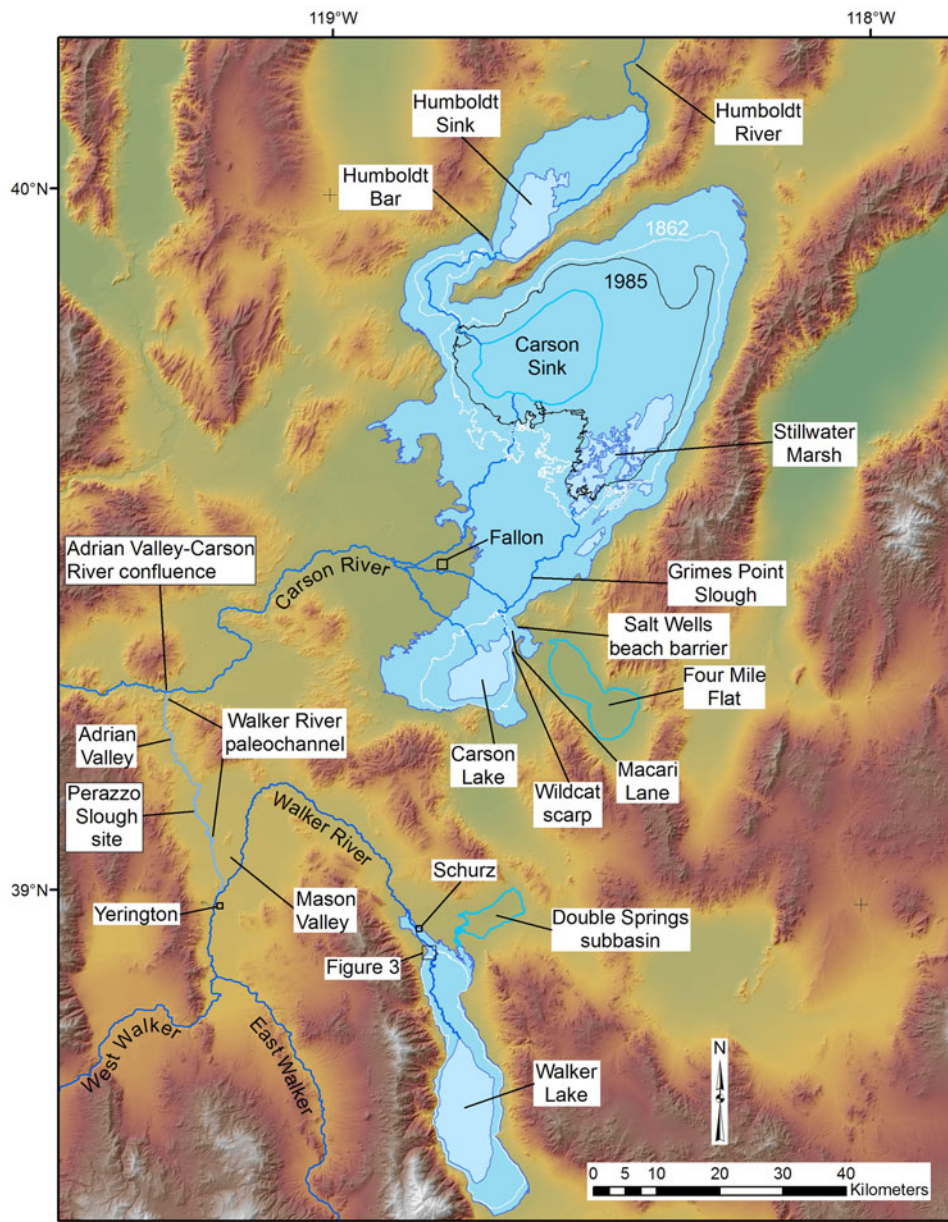 119°W
118°W
Humboldt
Sink
Humboldt
River
40°N
Humboldt
Bar
1862
1985
Carson
Sink
Stillwater
Marsh
Adrian Valley-Carson
River confluence
Carson River
Fallon
Grimes Point
Slough
Salt Wells
beach barrier
Four Mile
Flat
Walker River
paleochannel
Adrian
Valley
Carson
Lake
Wildcat
scarp
Macari
Lane
Perazzo
Slough
site
Walker River
39°N
Schurz
Yerington
Mason
Valley
Double Springs
subbasin
Figure 3
West Walker
East Walker
N
Walker
Lake
0 5 10 20 30 40
Kilometers